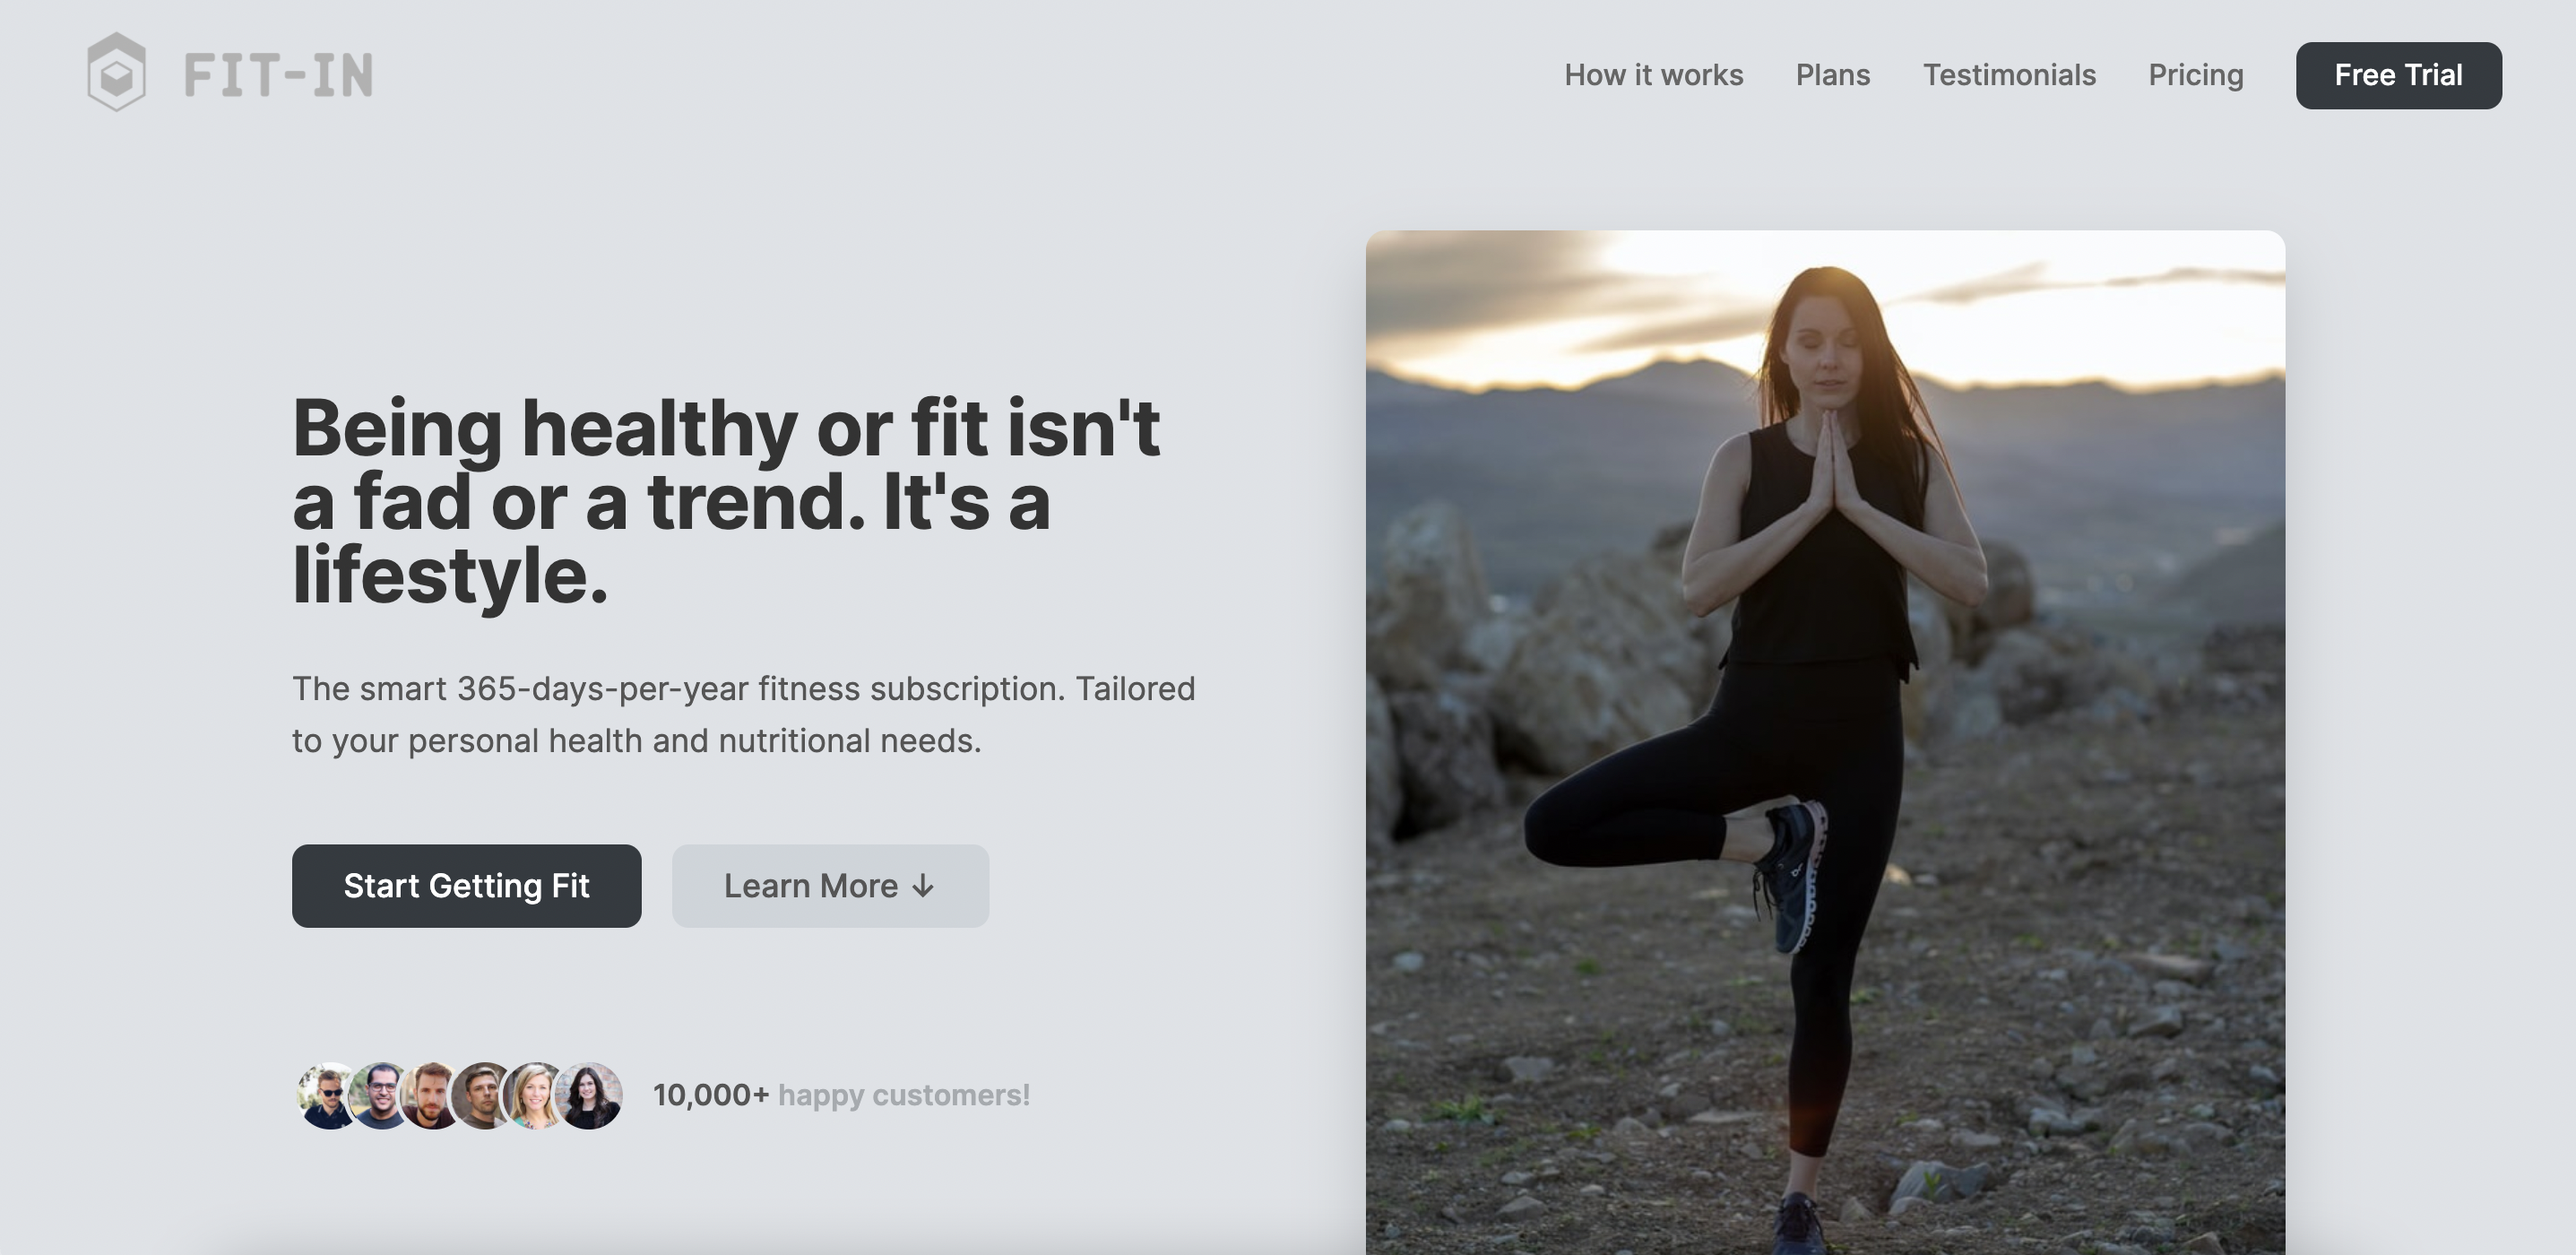 FIT-IN
How it works
Plans
Testimonials
Pricing
Free Trial
Being healthy or fit isn't
a fad or a trend. It's a
lifestyle.
The smart 365-days-per-year fitness subscription. Tailored
to your personal health and nutritional needs.
Start Getting Fit
Learn More ↓
10,000+ happy customers!